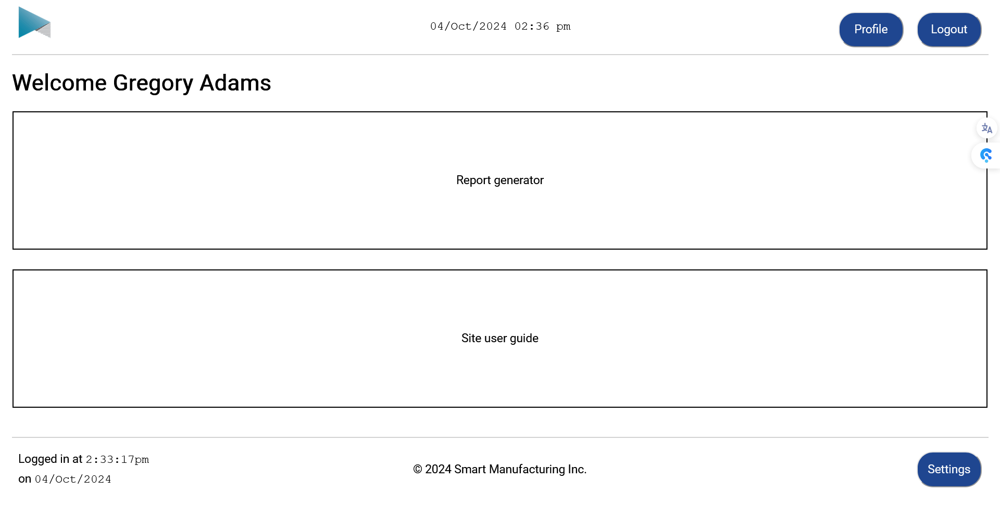 04/Oct/2024 02:36 pm
Profile
Logout
Welcome Gregory Adams
Report generator
Site user guide
Logged in at 2:33:17pm
on 04/Oct/2024
© 2024 Smart Manufacturing Inc.
Settings